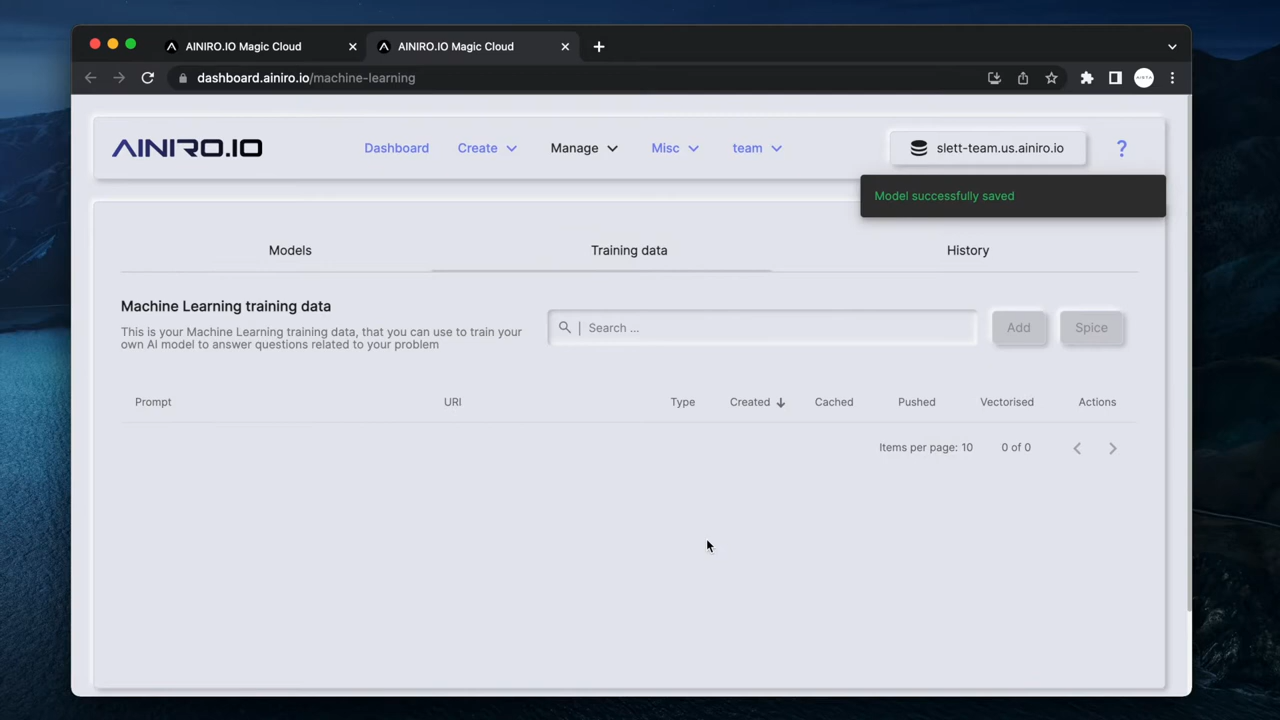 AINIRO.IO Magic Cloud
AINIRO.IO Magic Cloud
dashboard.ainiro.io/machine-learning
AINIRO.IO
Dashboard
Create
Manage
Misc
team
slett-team.us.ainiro.io
?
Model successfully saved
Models
Training data
History
Machine Learning training data
This is your Machine Learning training data, that you can use to train your
own AI model to answer questions related to your problem
Search ...
Add
Spice
Prompt
URI
Type
Created
Cached
Pushed
Vectorised
Actions
Items per page: 10
0 of 0